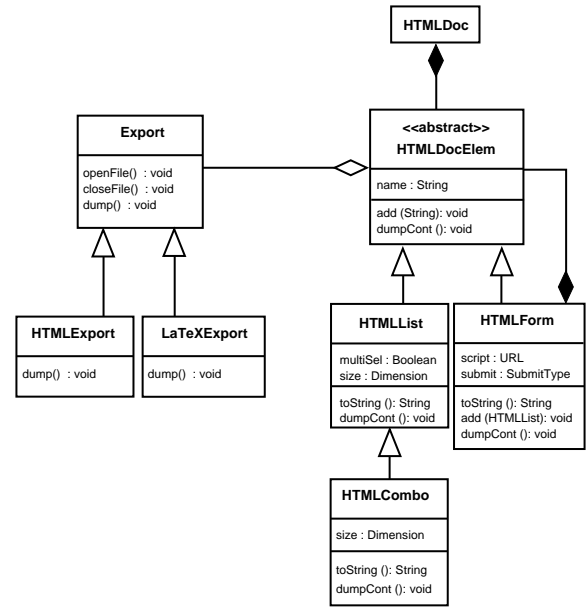 HTMLDoc
Export
openFile() : void
closeFile() : void
dump() : void
<<abstract>>
HTMLDocElem
name : String
add (String): void
dumpCont (): void
HTMLExport
dump() : void
LaTeXExport
dump() : void
HTMLList
multiSel : Boolean
size : Dimension
toString (): String
dumpCont (): void
HTMLForm
script : URL
submit : SubmitType
toString (): String
add (HTMLList): void
dumpCont (): void
HTMLCombo
size : Dimension
toString (): String
dumpCont (): void